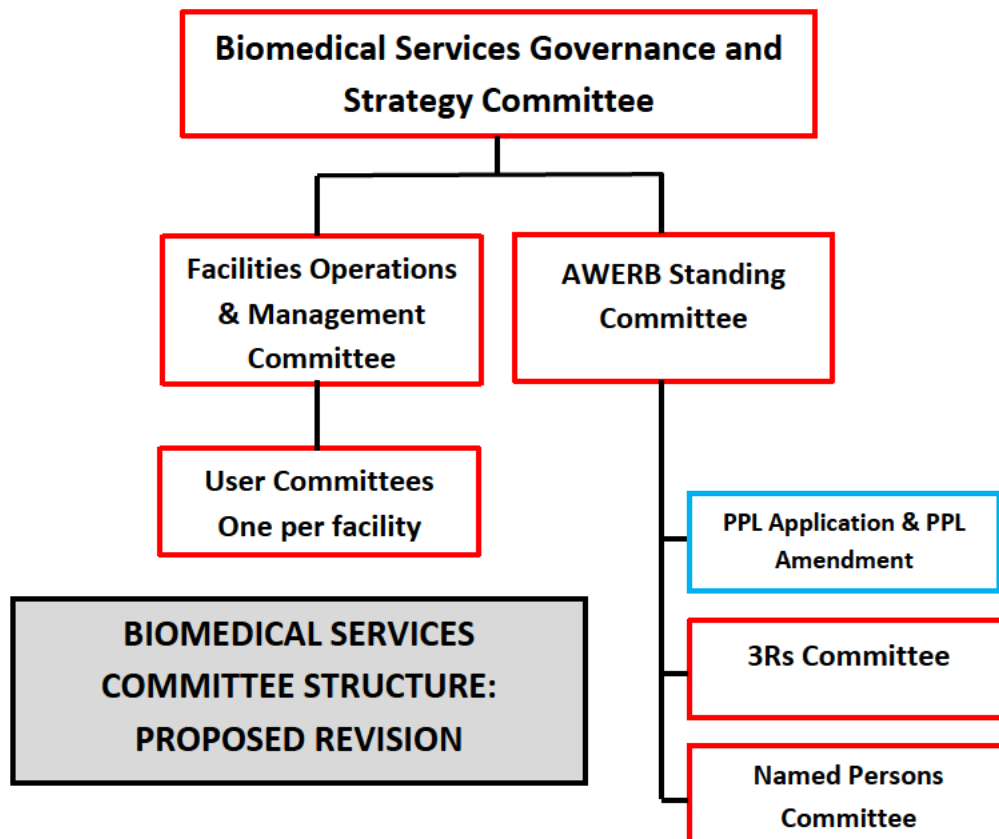 Biomedical Services Governance and
Strategy Committee
Facilities Operations
& Management
Committee
AWERB Standing
Committee
User Committees
One per facility
PPL Application & PPL
Amendment
3Rs Committee
Named Persons
Committee
BIOMEDICAL SERVICES
COMMITTEE STRUCTURE:
PROPOSED REVISION